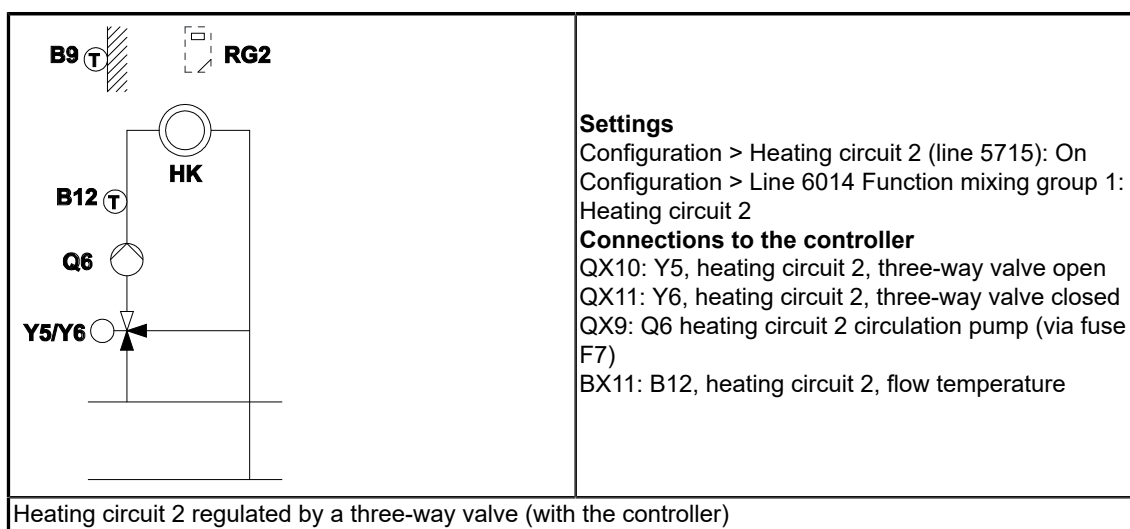 B9
T
RG2
HK
B12
T
Q6
Y5/Y6
Settings
Configuration > Heating circuit 2 (line 5715): On
Configuration > Line 6014 Function mixing group 1:
Heating circuit 2
Connections to the controller
QX10: Y5, heating circuit 2, three-way valve open
QX11: Y6, heating circuit 2, three-way valve closed
QX9: Q6 heating circuit 2 circulation pump (via fuse
F7)
BX11: B12, heating circuit 2, flow temperature
Heating circuit 2 regulated by a three-way valve (with the controller)